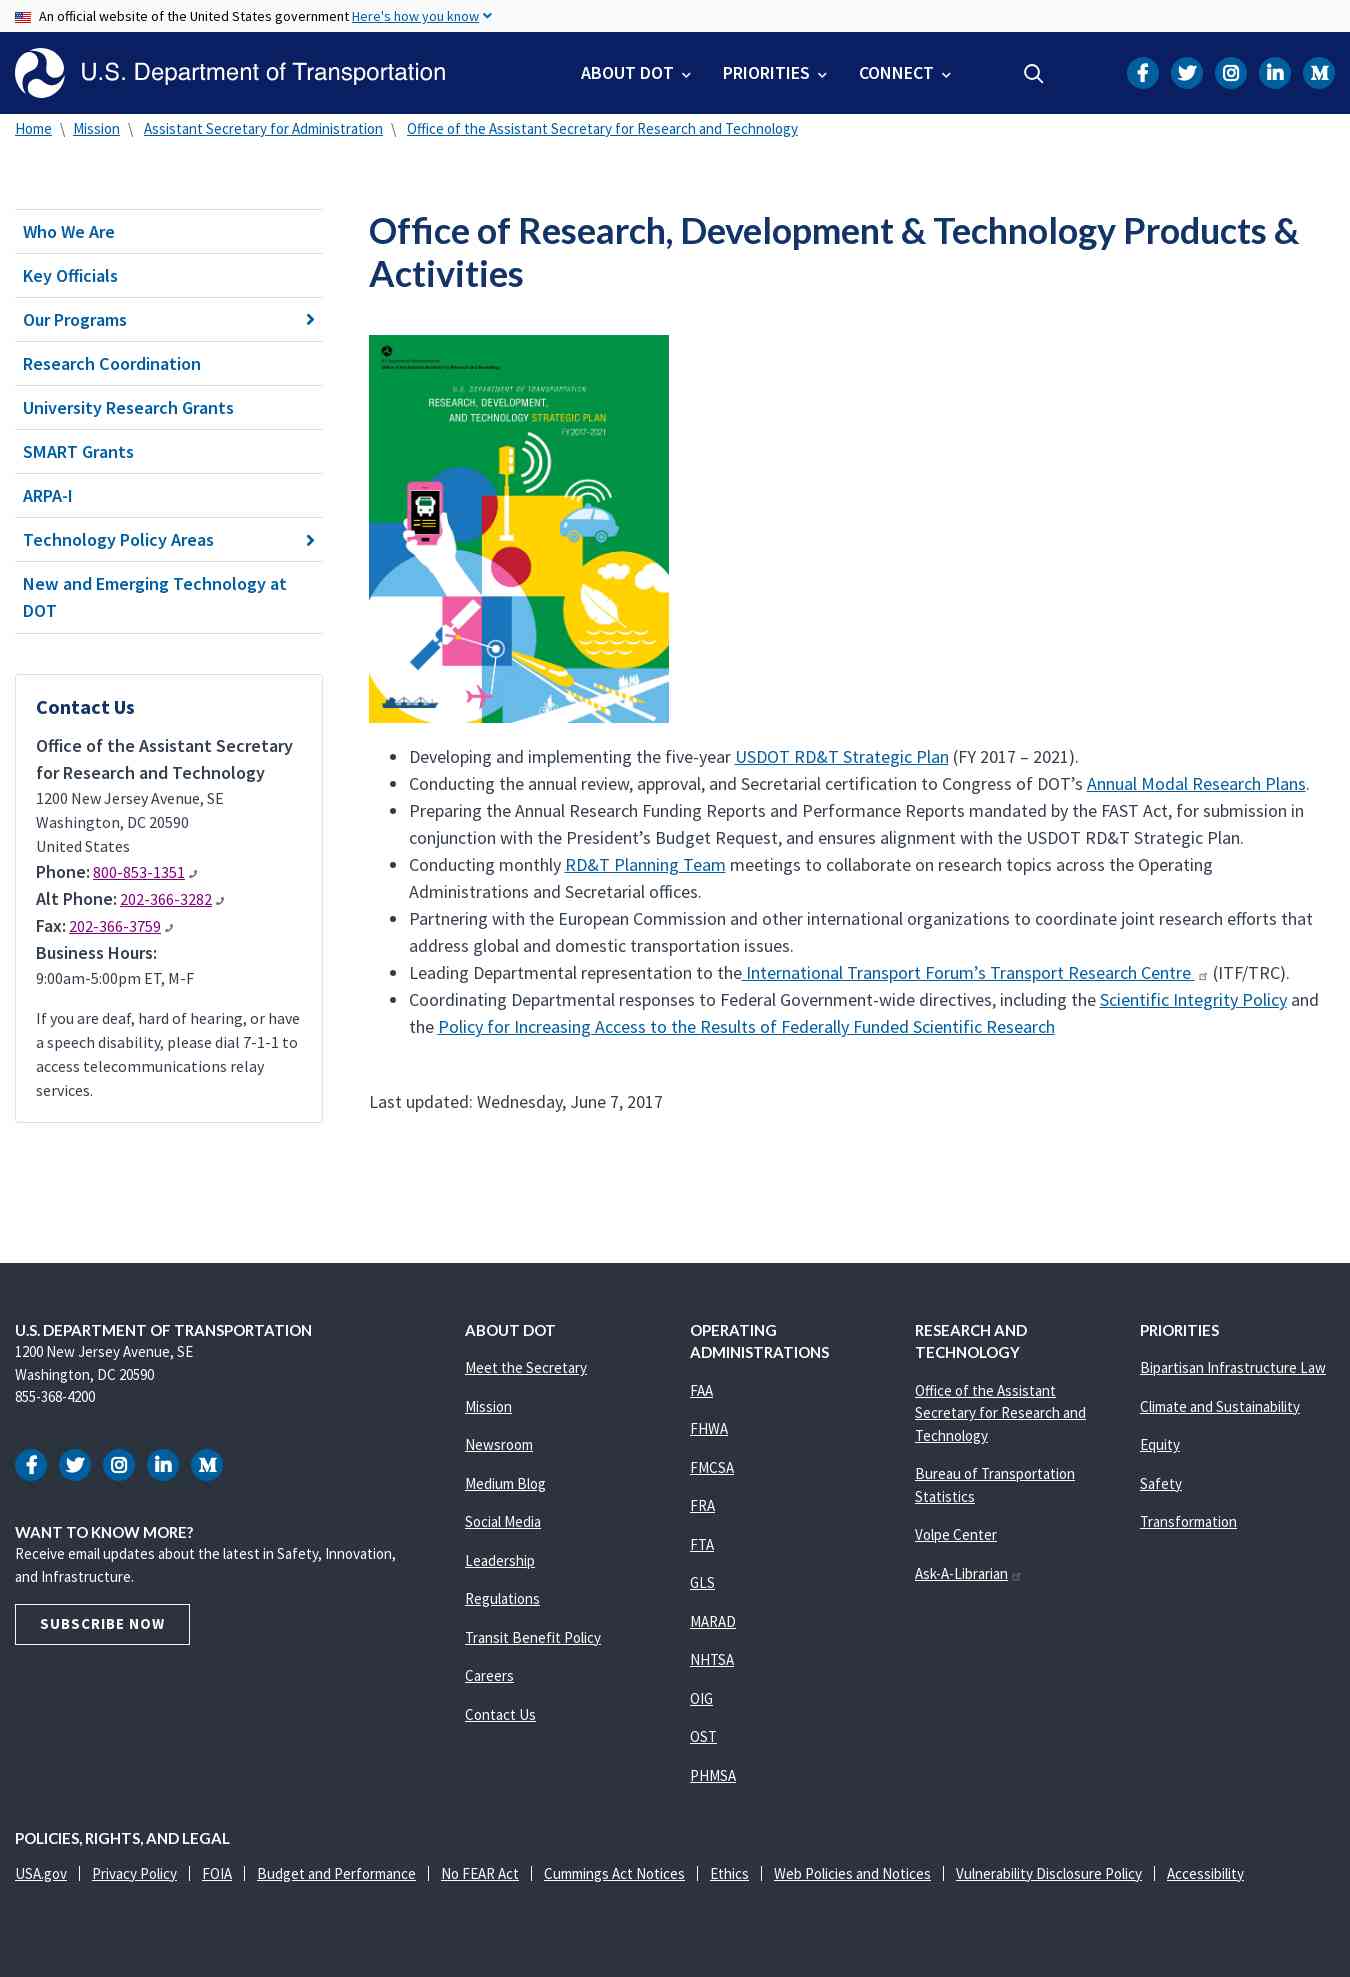 An official website of the United States government Here's how you know
U.S. Department of Transportation
ABOUT DOT
PRIORITIES
CONNECT
Home \ Mission \ Assistant Secretary for Administration \ Office of the Assistant Secretary for Research and Technology
Who We Are
Key Officials
Our Programs
Research Coordination
University Research Grants
SMART Grants
ARPA-I
Technology Policy Areas
New and Emerging Technology at
DOT
Contact Us
Office of the Assistant Secretary
for Research and Technology
1200 New Jersey Avenue, SE
Washington, DC 20590
United States
Phone: 800-853-1351
Alt Phone: 202-366-3282
Fax: 202-366-3759
Business Hours:
9:00am-5:00pm ET, M-F
If you are deaf, hard of hearing, or have
a speech disability, please dial 7-1-1 to
access telecommunications relay
services.
Office of Research, Development & Technology Products &
Activities
U.S. DEPARTMENT OF TRANSPORTATION
RESEARCH, DEVELOPMENT,
AND TECHNOLOGY STRATEGIC PLAN
FY2017-2021
• Developing and implementing the five-year USDOT RD&T Strategic Plan (FY 2017 – 2021).
• Conducting the annual review, approval, and Secretarial certification to Congress of DOT’s Annual Modal Research Plans.
• Preparing the Annual Research Funding Reports and Performance Reports mandated by the FAST Act, for submission in
conjunction with the President’s Budget Request, and ensures alignment with the USDOT RD&T Strategic Plan.
• Conducting monthly RD&T Planning Team meetings to collaborate on research topics across the Operating
Administrations and Secretarial offices.
• Partnering with the European Commission and other international organizations to coordinate joint research efforts that
address global and domestic transportation issues.
• Leading Departmental representation to the International Transport Forum’s Transport Research Centre (ITF/TRC).
• Coordinating Departmental responses to Federal Government-wide directives, including the Scientific Integrity Policy and
the Policy for Increasing Access to the Results of Federally Funded Scientific Research
Last updated: Wednesday, June 7, 2017
U.S. DEPARTMENT OF TRANSPORTATION
1200 New Jersey Avenue, SE
Washington, DC 20590
855-368-4200
WANT TO KNOW MORE?
Receive email updates about the latest in Safety, Innovation,
and Infrastructure.
SUBSCRIBE NOW
ABOUT DOT
Meet the Secretary
Mission
Newsroom
Medium Blog
Social Media
Leadership
Regulations
Transit Benefit Policy
Careers
Contact Us
OPERATING
ADMINISTRATIONS
FAA
FHWA
FMCSA
FRA
FTA
GLS
MARAD
NHTSA
OIG
OST
PHMSA
RESEARCH AND
TECHNOLOGY
Office of the Assistant
Secretary for Research and
Technology
Bureau of Transportation
Statistics
Volpe Center
Ask-A-Librarian
PRIORITIES
Bipartisan Infrastructure Law
Climate and Sustainability
Equity
Safety
Transformation
POLICIES, RIGHTS, AND LEGAL
USA.gov | Privacy Policy | FOIA | Budget and Performance | No FEAR Act | Cummings Act Notices | Ethics | Web Policies and Notices | Vulnerability Disclosure Policy | Accessibility